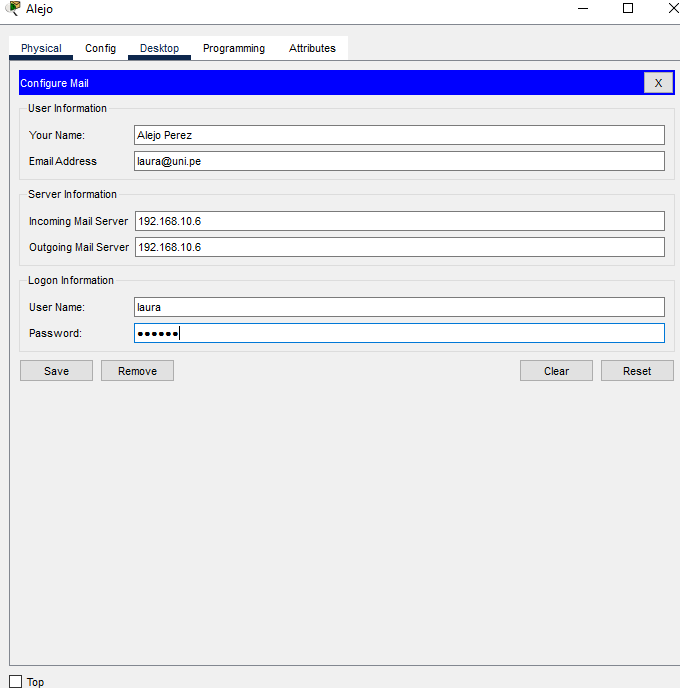 Alejo
Physical Config Desktop Programming Attributes
Configure Mail X
User Information
Your Name: Alejo Perez
Email Address laura@uni.pe
Server Information
Incoming Mail Server 192.168.10.6
Outgoing Mail Server 192.168.10.6
Logon Information
User Name: laura
Password: ●●●●●●
Save Remove Clear Reset
Top